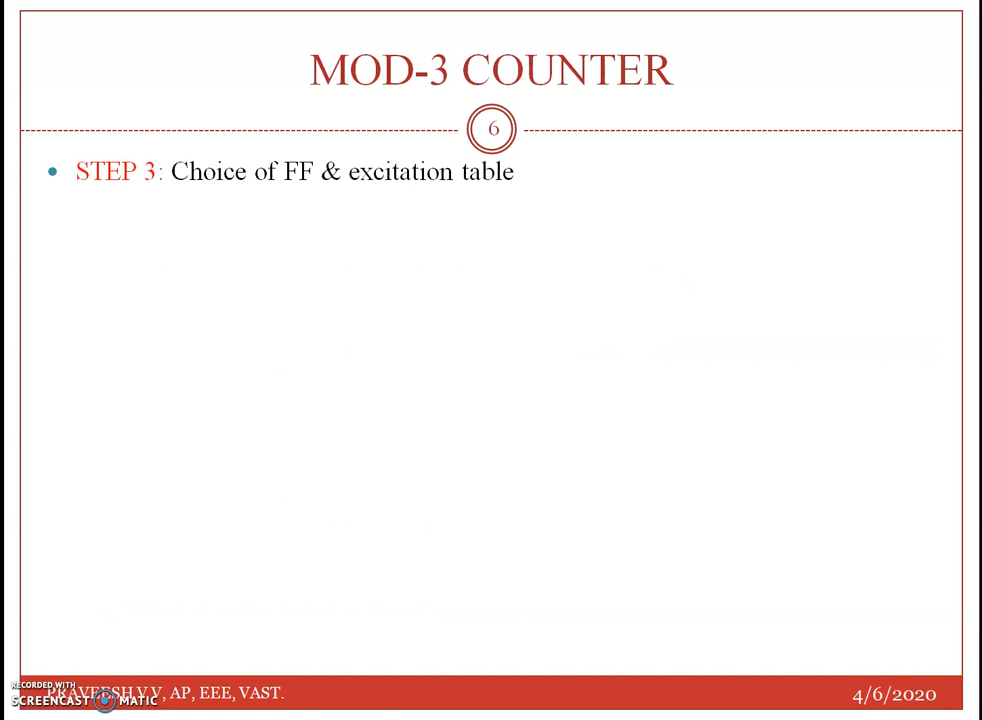 MOD-3 COUNTER
6
• STEP 3: Choice of FF & excitation table
RECORDED WITH
SCREENCAST MATIC
PRAVEESH.V.V, AP, EEE, VAST.
4/6/2020